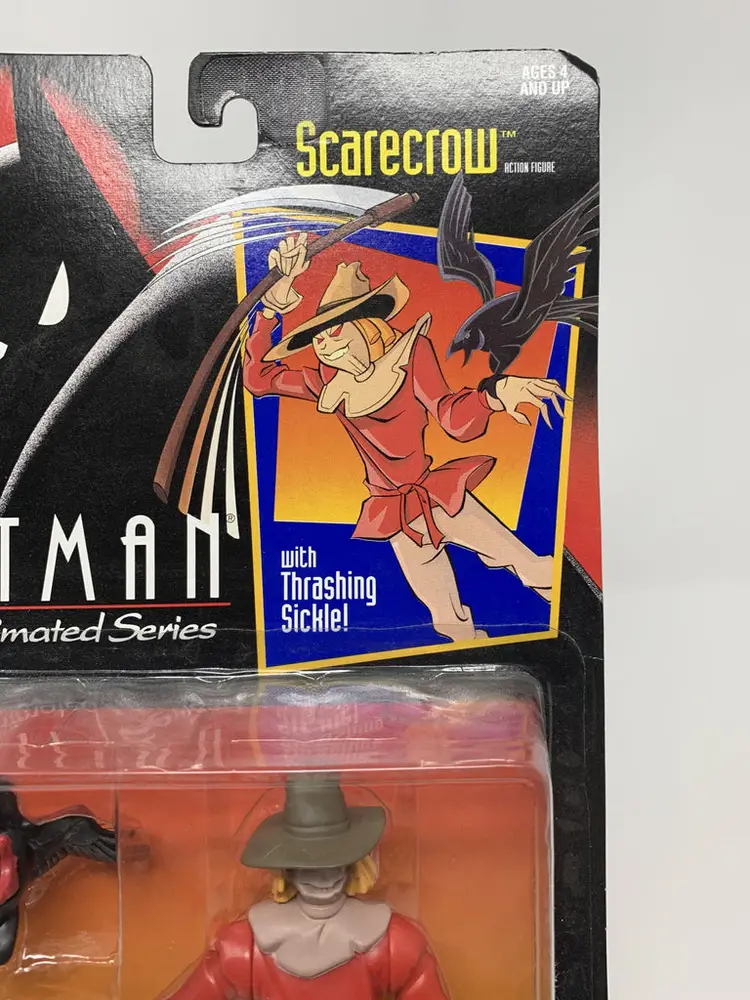 AGES 4
AND UP
Scarecrow™
ACTION FIGURE
TMAN®
imated Series
with
Thrashing
Sickle!